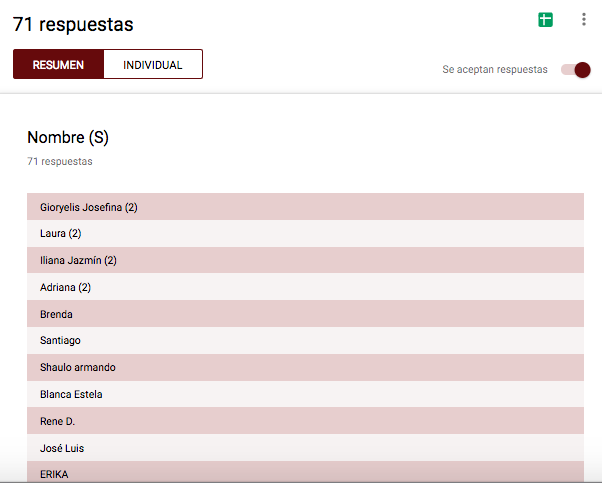 71 respuestas
RESUMEN
INDIVIDUAL
Se aceptan respuestas
Nombre (S)
71 respuestas
Gioryelis Josefina (2)
Laura (2)
Iliana Jazmín (2)
Adriana (2)
Brenda
Santiago
Shaulo armando
Blanca Estela
Rene D.
José Luis
ERIKA